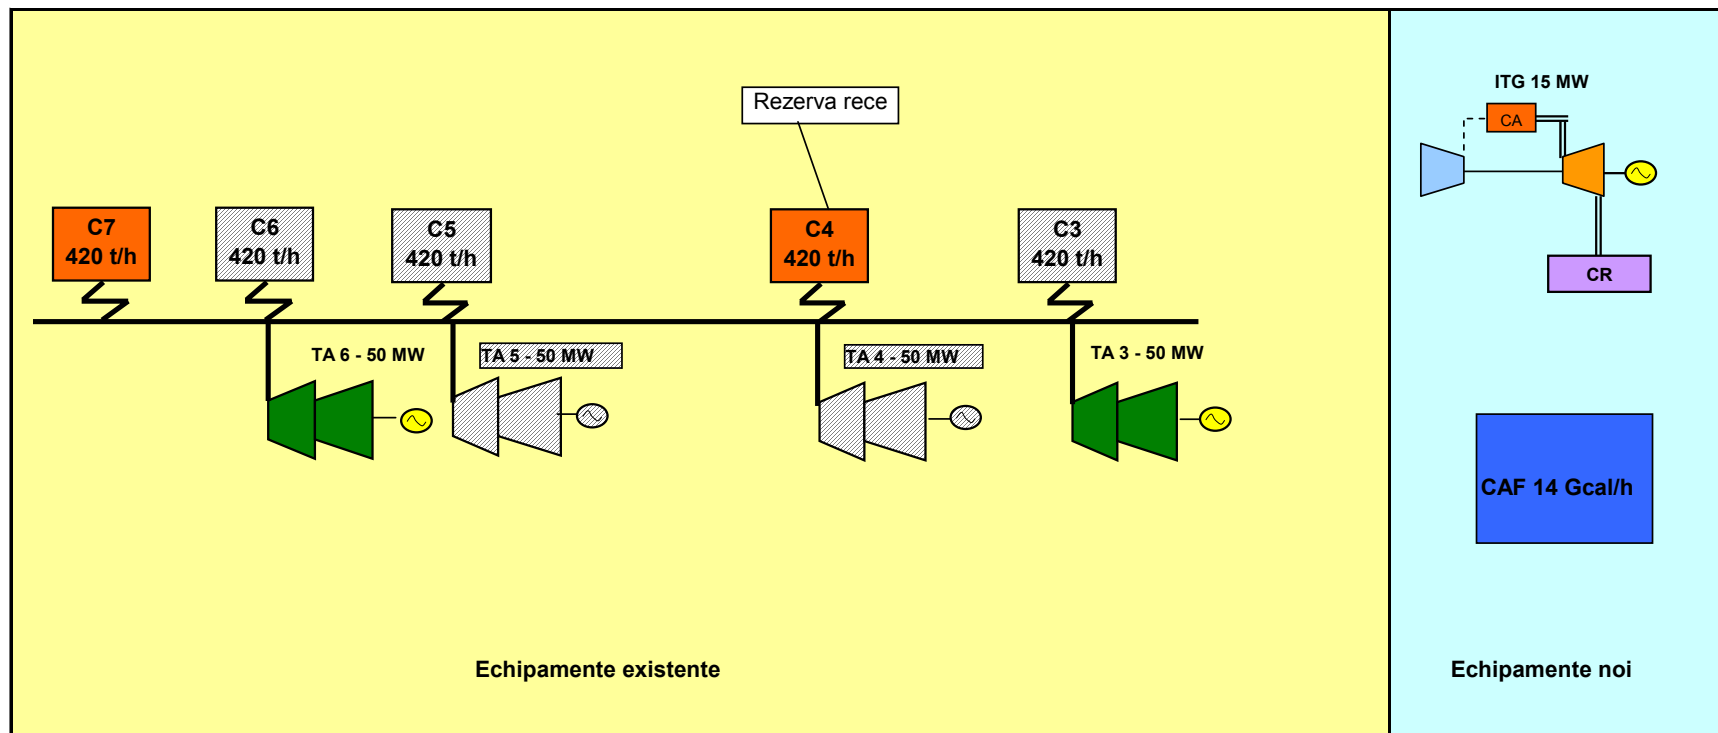 ITG 15 MW
Rezerva rece
CA
C7
420 t/h
C6
420 t/h
C5
420 t/h
C4
420 t/h
C3
420 t/h
CR
TA 6 - 50 MW
TA 5 - 50 MW
TA 4 - 50 MW
TA 3 - 50 MW
CAF 14 Gcal/h
Echipamente existente
Echipamente noi